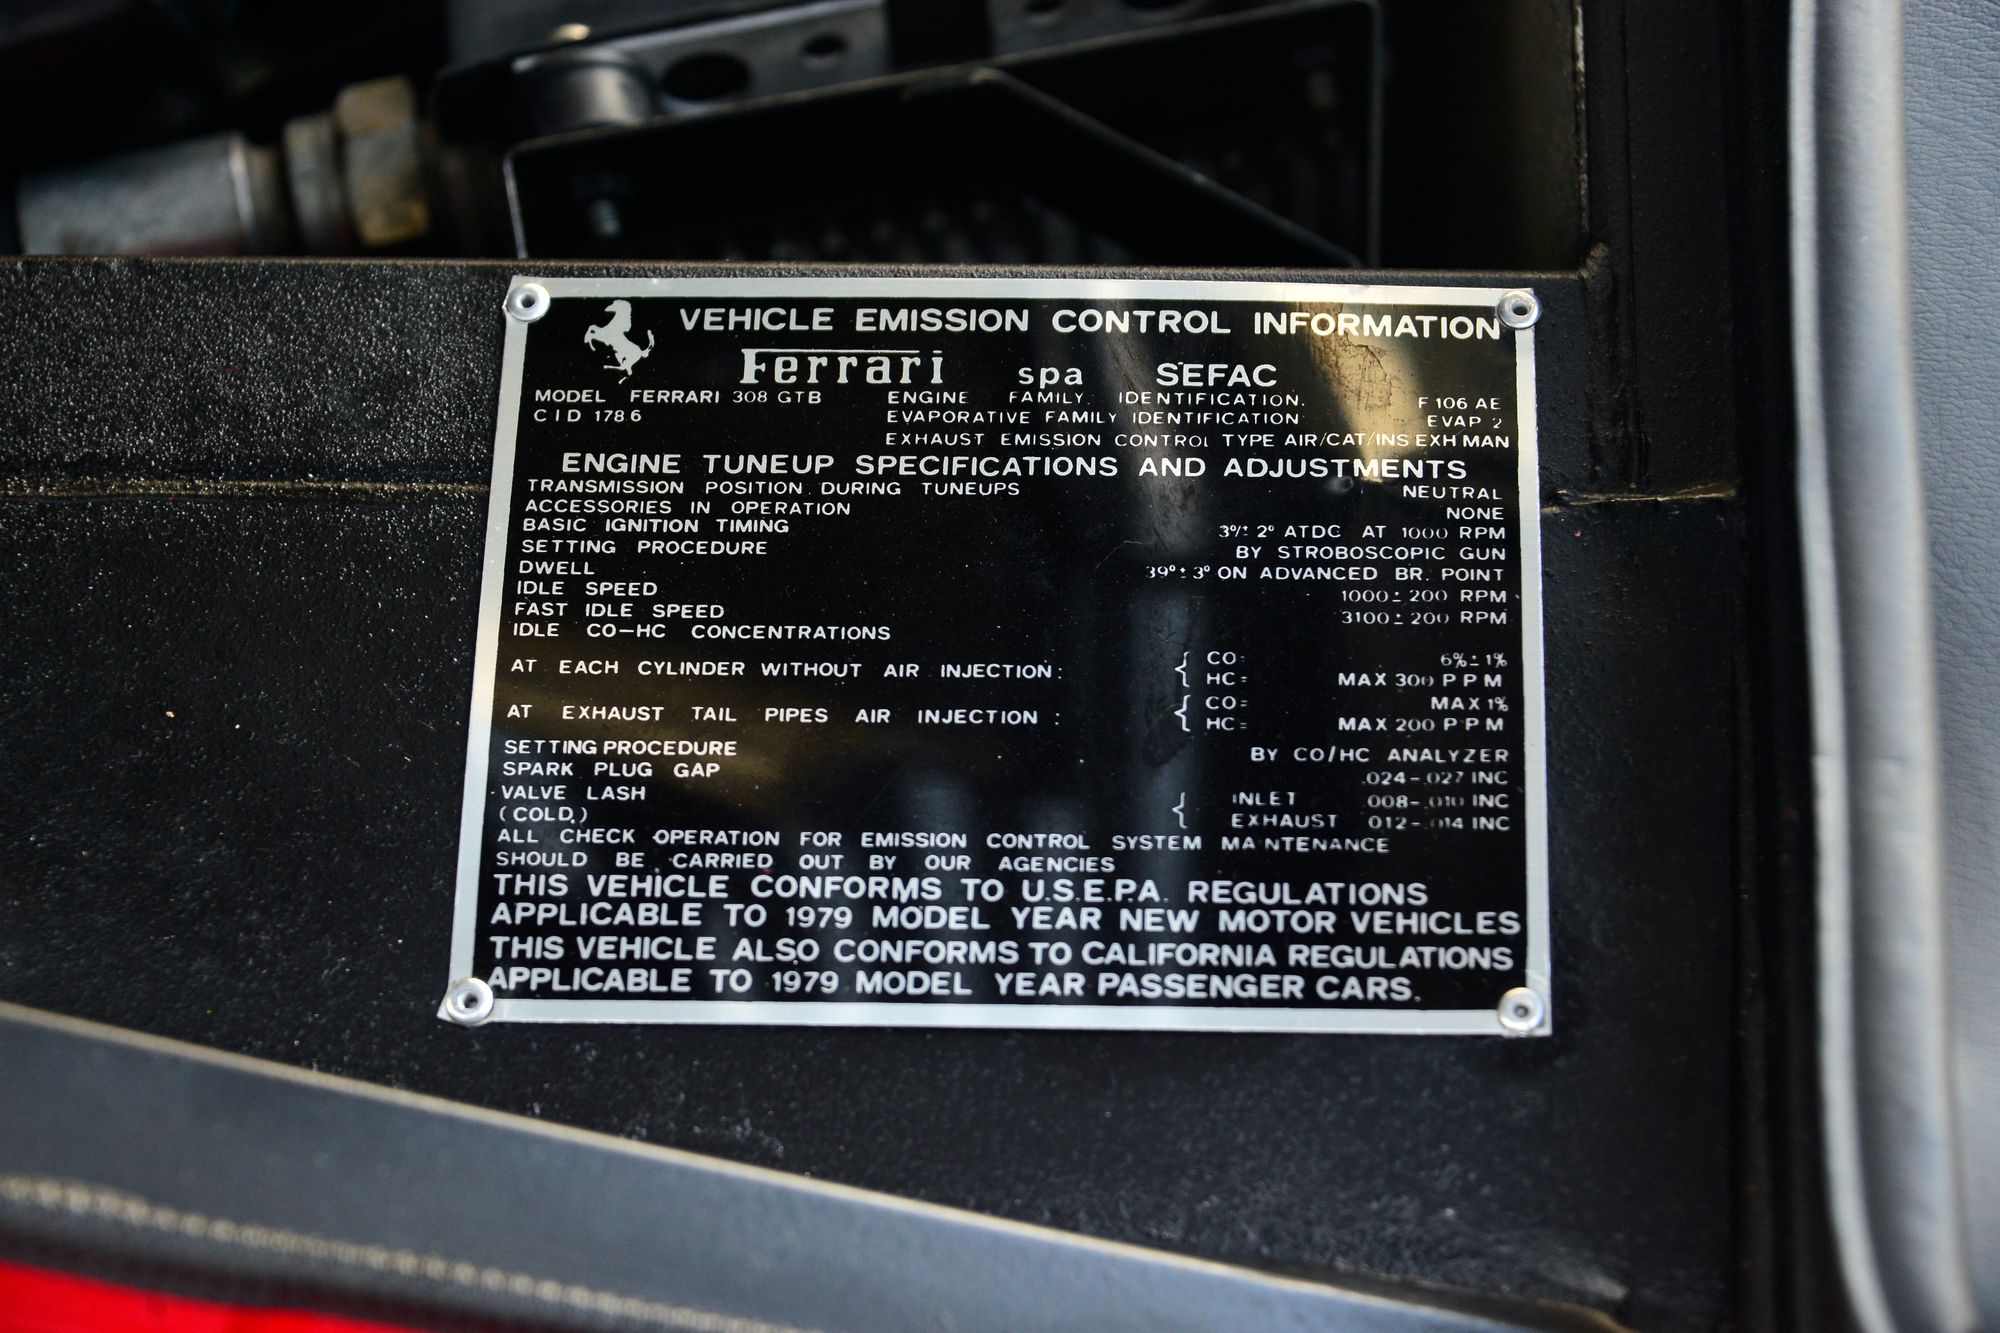 VEHICLE EMISSION CONTROL INFORMATION
Ferrari spa SEFAC
MODEL FERRARI 308 GTB ENGINE FAMILY IDENTIFICATION. F 106 AE
CID 178.6 EVAPORATIVE FAMILY IDENTIFICATION EVAP 2
EXHAUST EMISSION CONTROL TYPE AIR/CAT/INS EXH MAN
ENGINE TUNEUP SPECIFICATIONS AND ADJUSTMENTS
TRANSMISSION POSITION DURING TUNEUPS NEUTRAL
ACCESSORIES IN OPERATION NONE
BASIC IGNITION TIMING 3°± 2° ATDC AT 1000 RPM
SETTING PROCEDURE BY STROBOSCOPIC GUN
DWELL 39°± 3° ON ADVANCED BR. POINT
IDLE SPEED 1000± 200 RPM
FAST IDLE SPEED 3100± 200 RPM
IDLE CO-HC CONCENTRATIONS
AT EACH CYLINDER WITHOUT AIR INJECTION: { CO= 6%± 1%
HC= MAX 300 P P M
AT EXHAUST TAIL PIPES AIR INJECTION : { CO= MAX 1%
HC= MAX 200 P P M
SETTING PROCEDURE BY CO/HC ANALYZER
SPARK PLUG GAP .024-.027 INC
VALVE LASH { INLET .008-.010 INC
(COLD.) EXHAUST .012-.014 INC
ALL CHECK OPERATION FOR EMISSION CONTROL SYSTEM MAINTENANCE
SHOULD BE CARRIED OUT BY OUR AGENCIES
THIS VEHICLE CONFORMS TO U.S.E.P.A. REGULATIONS
APPLICABLE TO 1979 MODEL YEAR NEW MOTOR VEHICLES
THIS VEHICLE ALSO CONFORMS TO CALIFORNIA REGULATIONS
APPLICABLE TO 1979 MODEL YEAR PASSENGER CARS.